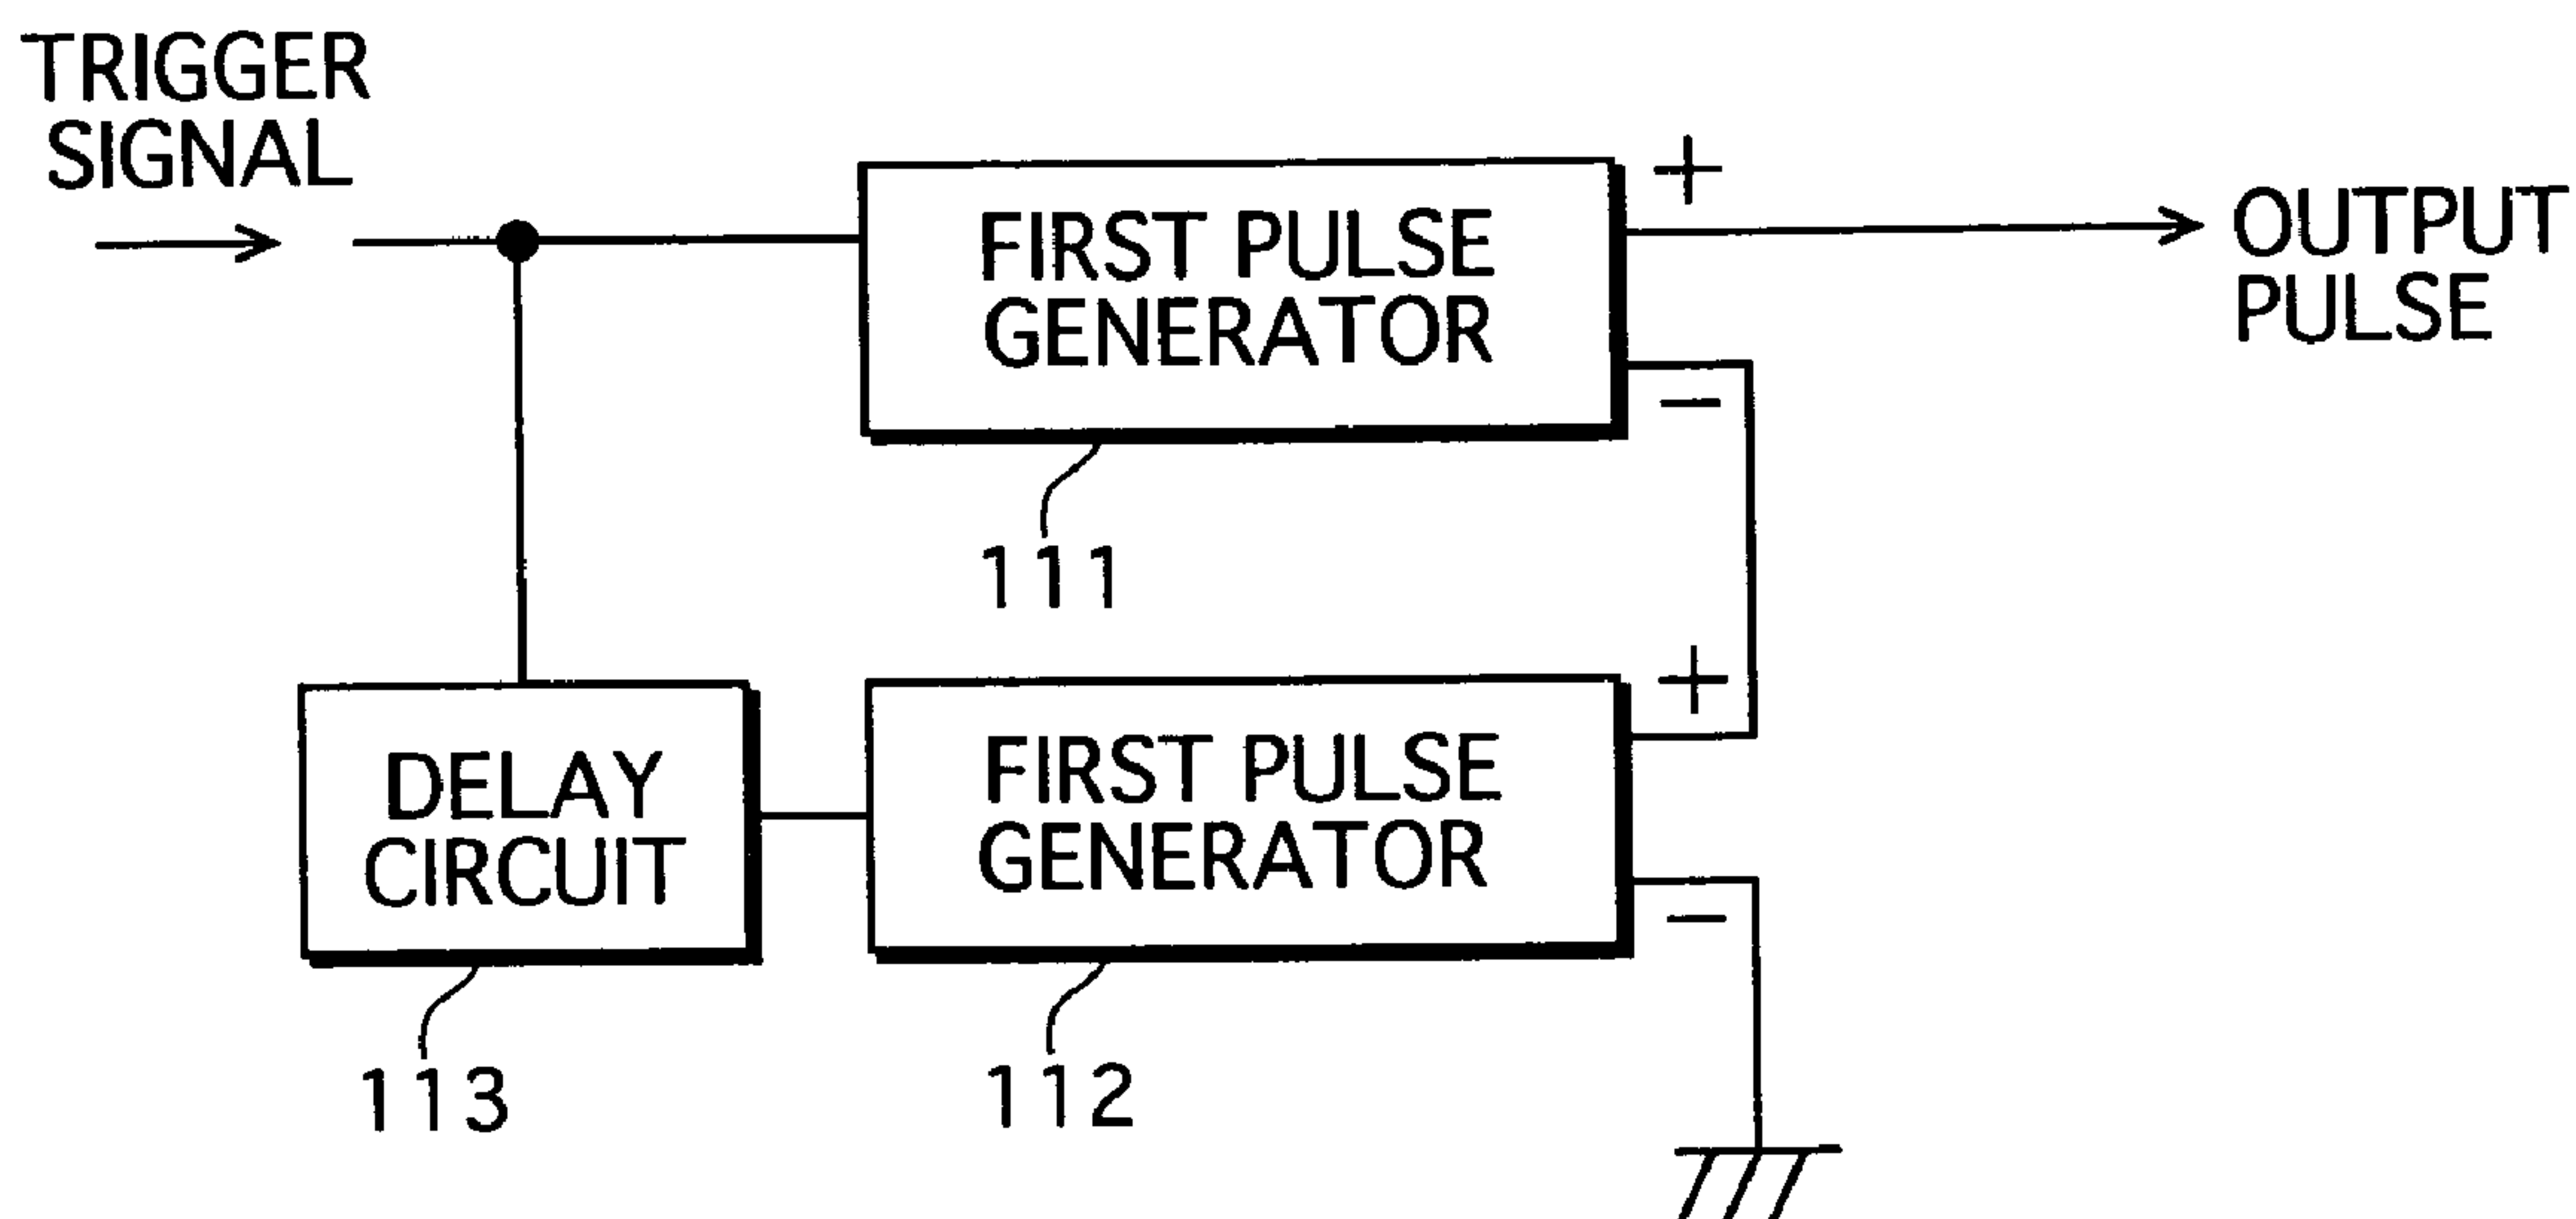 TRIGGER
SIGNAL
FIRST PULSE
GENERATOR
+
−
OUTPUT
PULSE
111
DELAY
CIRCUIT
FIRST PULSE
GENERATOR
+
−
113
112